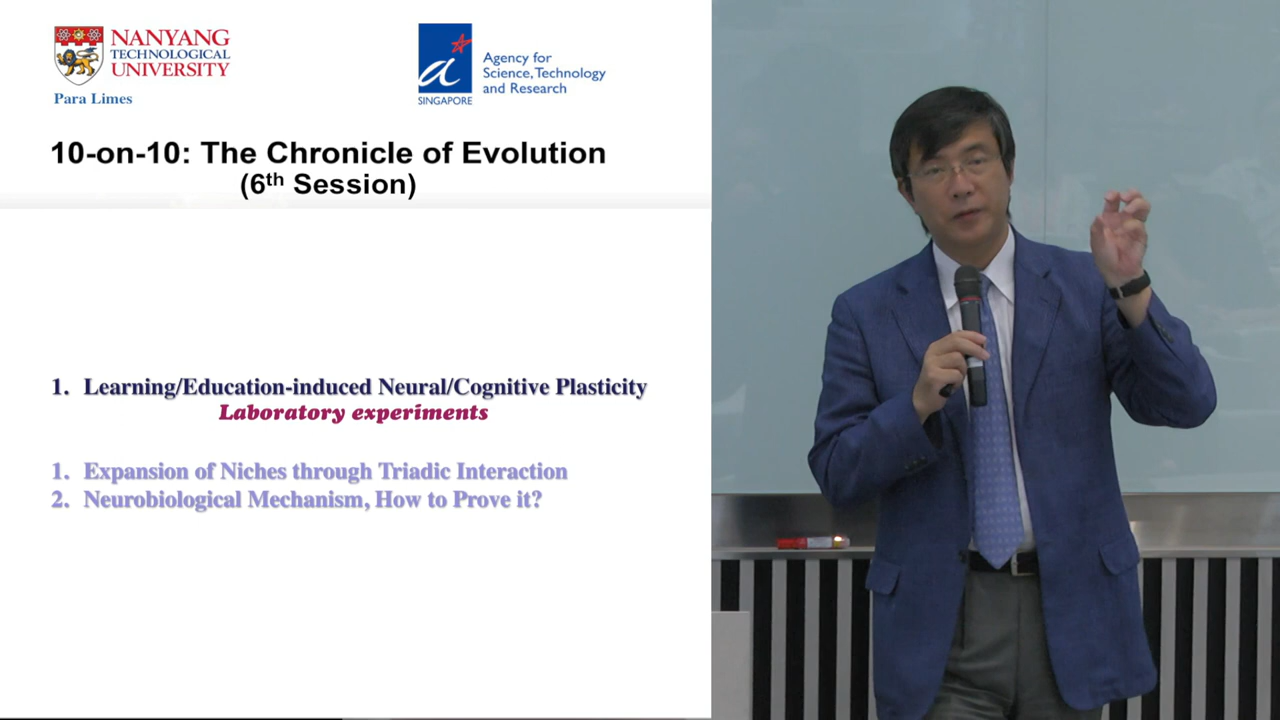 NANYANG
TECHNOLOGICAL
UNIVERSITY
Para Limes
a
SINGAPORE
Agency for
Science, Technology
and Research
10-on-10: The Chronicle of Evolution
(6th Session)
1. Learning/Education-induced Neural/Cognitive Plasticity
Laboratory experiments
1. Expansion of Niches through Triadic Interaction
2. Neurobiological Mechanism, How to Prove it?